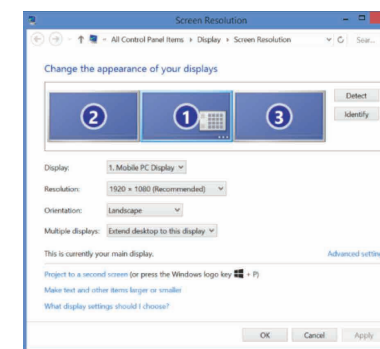 Screen Resolution
All Control Panel Items Display Screen Resolution
Change the appearance of your displays
Detect
Identify
2 1 3
Display: 1. Mobile PC Display
Resolution: 1920 × 1080 (Recommended)
Orientation: Landscape
Multiple displays: Extend desktop to this display
This is currently your main display.
Advanced setting
Project to a second screen (or press the Windows logo key + P)
Make text and other items larger or smaller
What display settings should I choose?
OK Cancel Apply